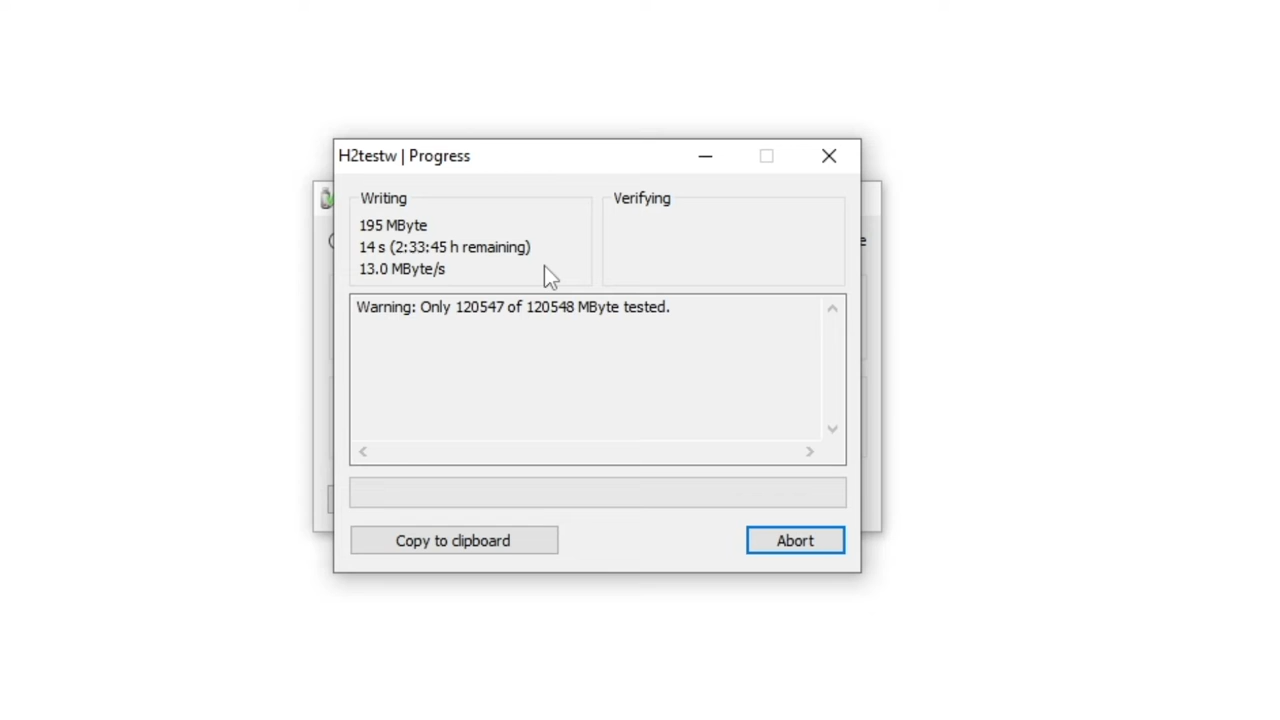 H2testw | Progress
Writing
195 MByte
14 s (2:33:45 h remaining)
13.0 MByte/s
Verifying
Warning: Only 120547 of 120548 MByte tested.
Copy to clipboard
Abort